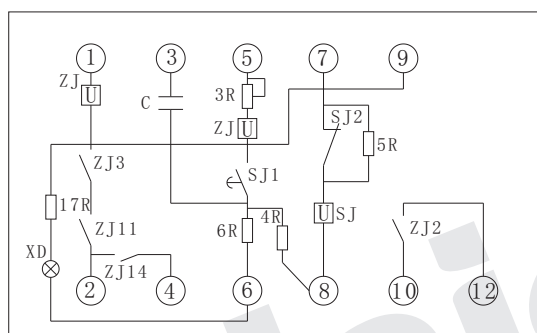 ① ③ ⑤ ⑦ ⑨
ZJ
U
C
3R
ZJ U
SJ2
5R
ZJ3
SJ1
17R
ZJ11
6R
4R
U SJ
ZJ2
XD
ZJ14
② ④ ⑥ ⑧ ⑩ ⑫